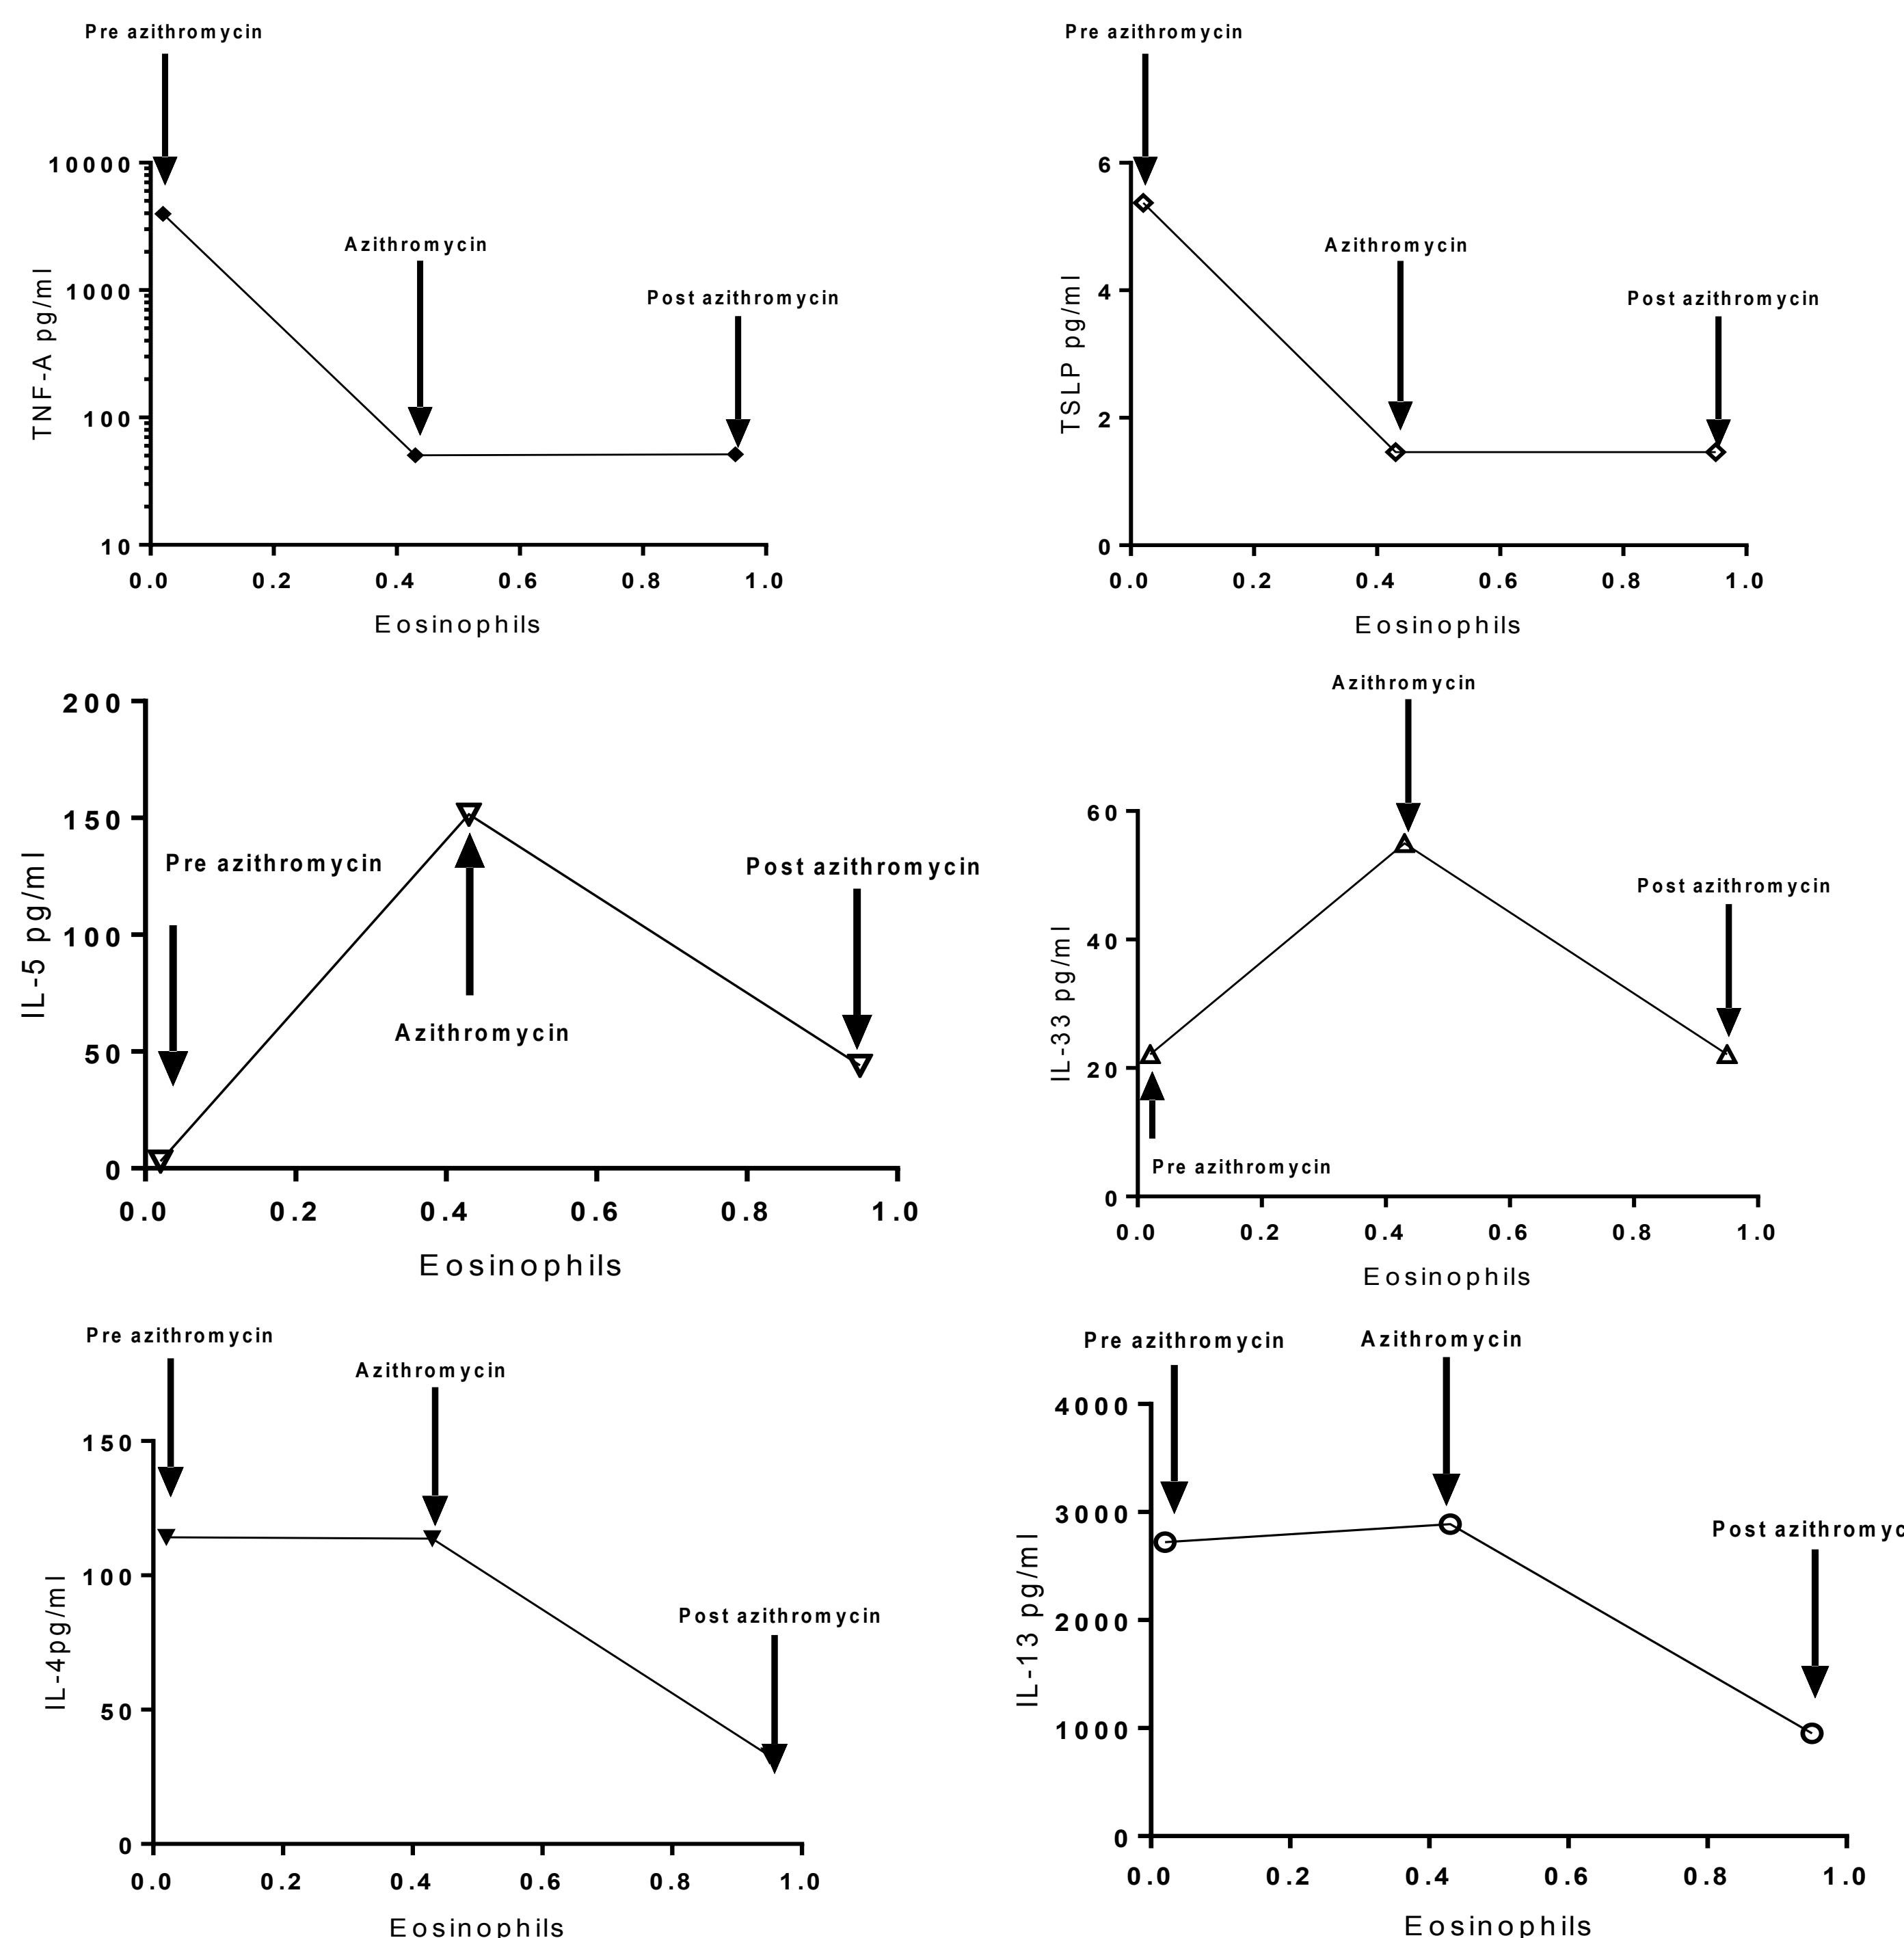 Pre azithromycin
10000
Azithromycin
1000
Post azithromycin
TNF-A pg/ml
100
10
0.0 0.2 0.4 0.6 0.8 1.0
Eosinophils
Pre azithromycin
6
Azithromycin
4
Post azithromycin
TSLP pg/ml
2
0
0.0 0.2 0.4 0.6 0.8 1.0
Eosinophils
200
150
Pre azithromycin
Post azithromycin
IL-5 pg/ml
100
Azithromycin
50
0
0.0 0.2 0.4 0.6 0.8 1.0
Eosinophils
Azithromycin
60
Post azithromycin
40
IL-33 pg/ml
20
Pre azithromycin
0
0.0 0.2 0.4 0.6 0.8 1.0
Eosinophils
Pre azithromycin
Azithromycin
150
100
Post azithromycin
IL-4pg/ml
50
0
0.0 0.2 0.4 0.6 0.8 1.0
Eosinophils
Pre azithromycin
Azithromycin
4000
3000
Post azithromyc
IL-13 pg/ml
2000
1000
0
0.0 0.2 0.4 0.6 0.8 1.0
Eosinophils